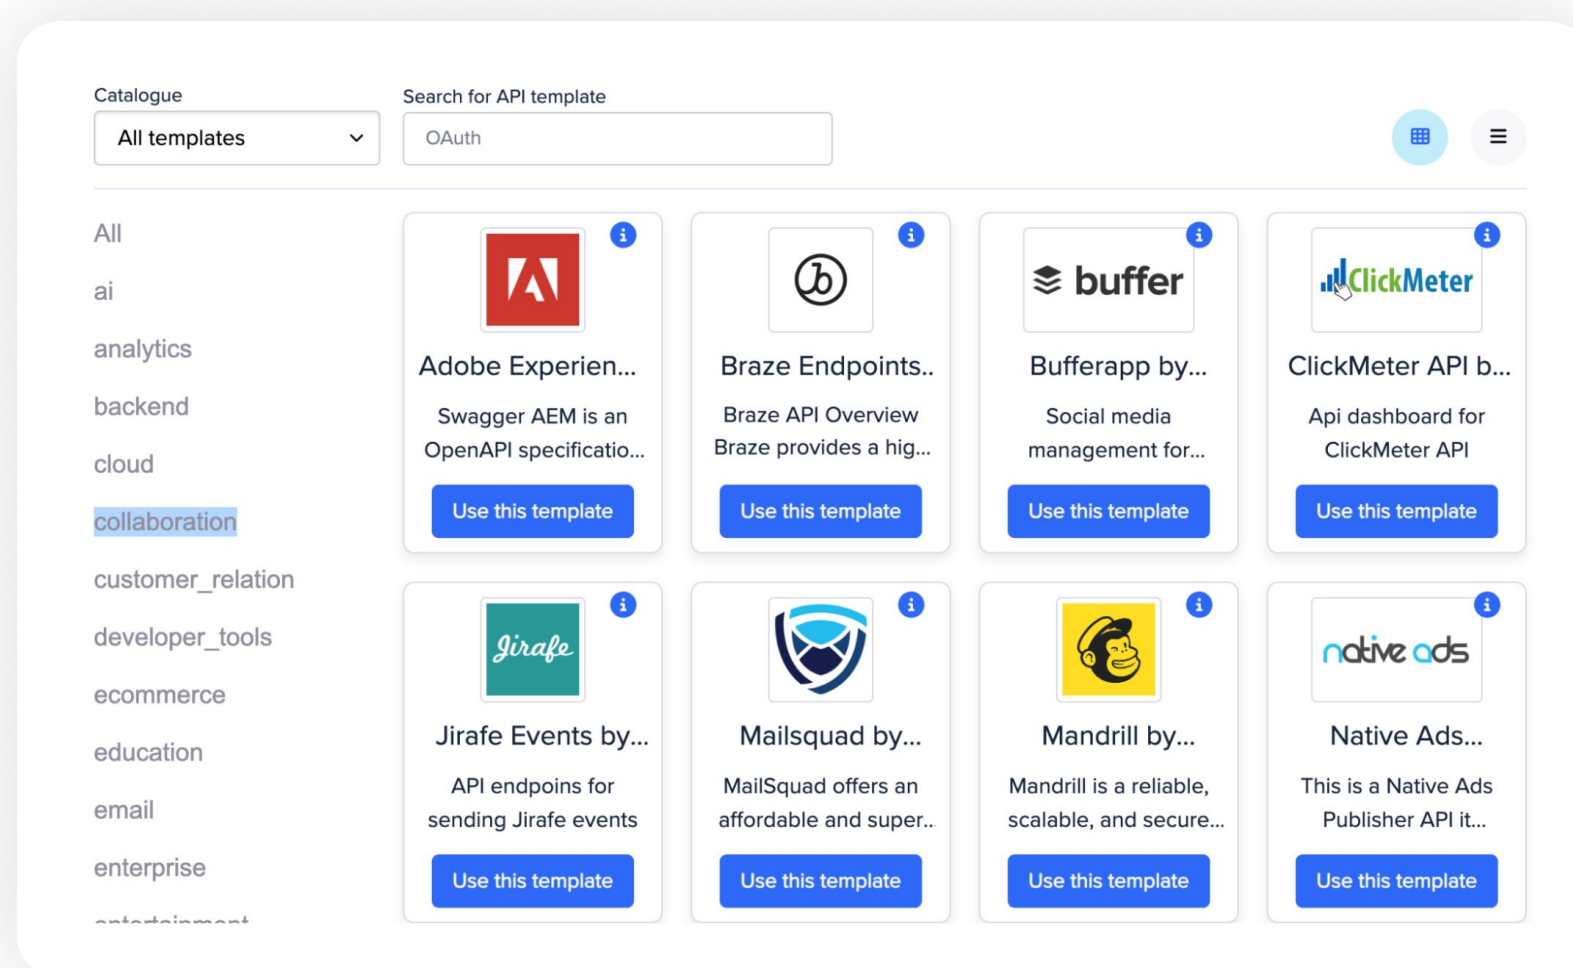 Catalogue
All templates
Search for API template
OAuth
All
ai
analytics
backend
cloud
collaboration
customer_relation
developer_tools
ecommerce
education
email
enterprise
entertainment
Adobe Experien...
Swagger AEM is an
OpenAPI specificatio...
Use this template
b
Braze Endpoints..
Braze API Overview
Braze provides a hig...
Use this template
buffer
Bufferapp by...
Social media
management for...
Use this template
ClickMeter
ClickMeter API b...
Api dashboard for
ClickMeter API
Use this template
Jirafe
Jirafe Events by...
API endpoins for
sending Jirafe events
Use this template
Mailsquad by...
MailSquad offers an
affordable and super..
Use this template
Mandrill by...
Mandrill is a reliable,
scalable, and secure...
Use this template
native ads
Native Ads...
This is a Native Ads
Publisher API it...
Use this template